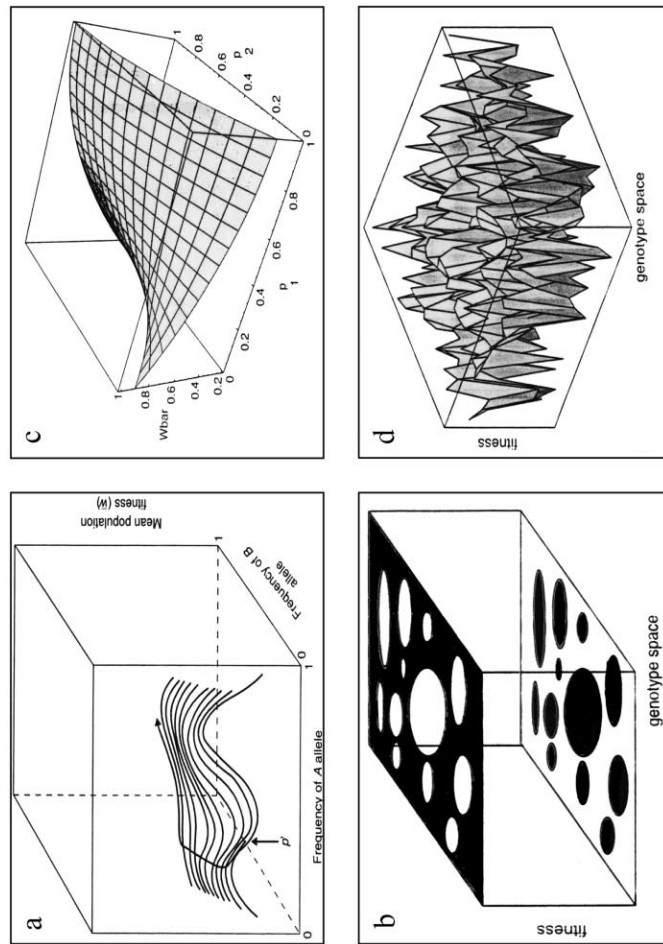 a
Mean population
fitness (w̄)
1
Frequency of B
allele
0
1
p'
0
Frequency of A allele
b
fitness
genotype space
c
1
0.8
0.6
0.4
0.2
0
Wbar
0.2
0.4
0.6
0.8
1
p
1
0
0.2
0.4
0.6
0.8
1
p
2
d
fitness
genotype space